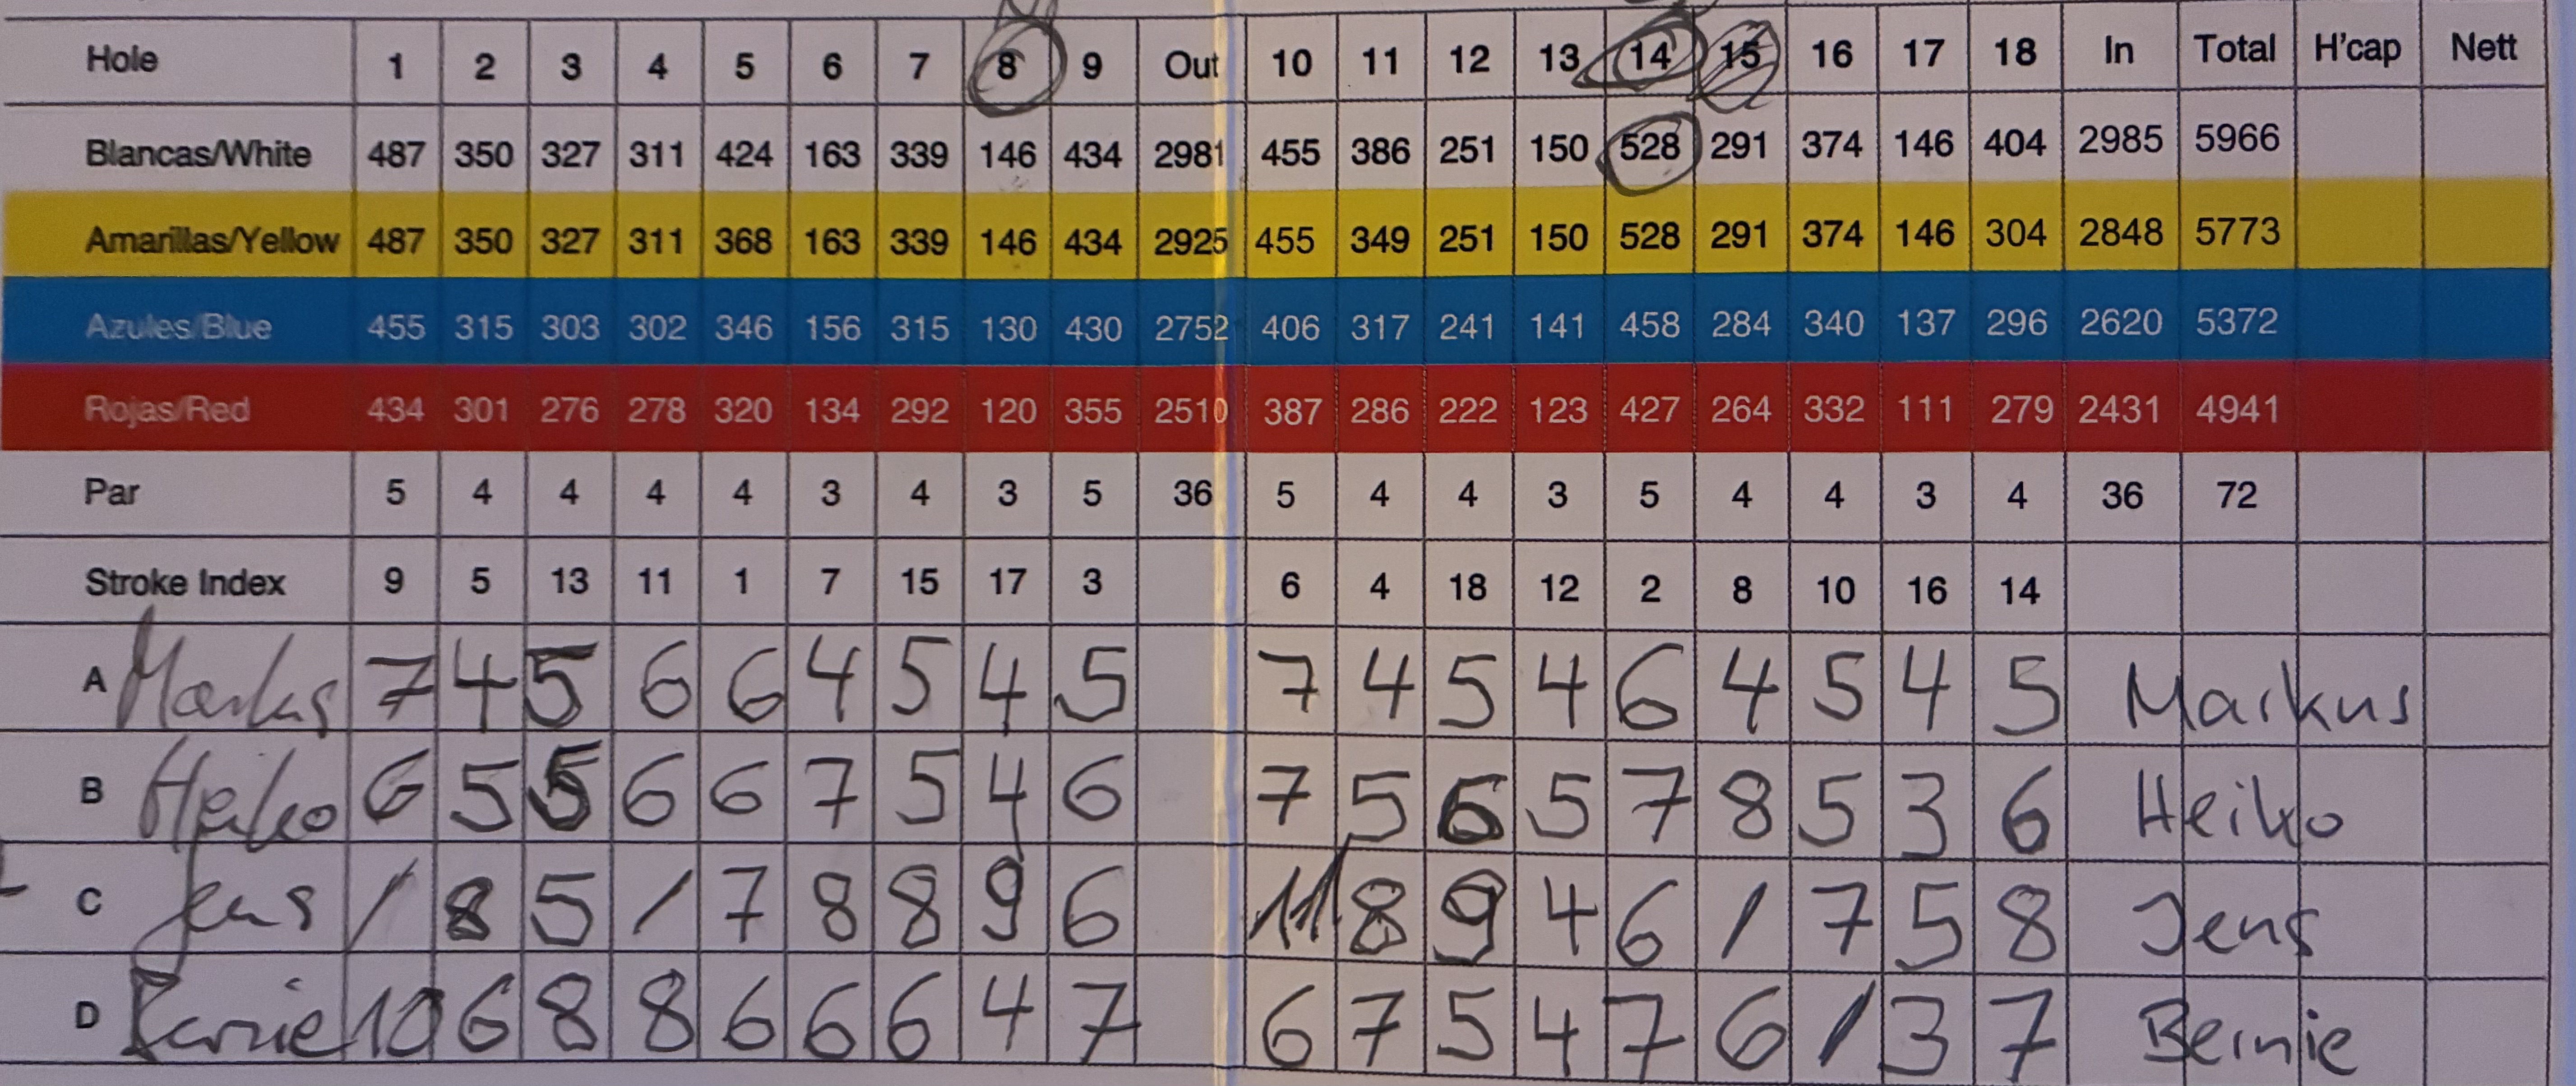 Hole 1 2 3 4 5 6 7 8 9 Out 10 11 12 13 14 15 16 17 18 In Total H'cap Nett
Blancas/White 487 350 327 311 424 163 339 146 434 2981 455 386 251 150 528 291 374 146 404 2985 5966
Amarillas/Yellow 487 350 327 311 368 163 339 146 434 2925 455 349 251 150 528 291 374 146 304 2848 5773
Azules/Blue 455 315 303 302 346 156 315 130 430 2752 406 317 241 141 458 284 340 137 296 2620 5372
Rojas/Red 434 301 276 278 320 134 292 120 355 2510 387 286 222 123 427 264 332 111 279 2431 4941
Par 5 4 4 4 4 3 4 3 5 36 5 4 4 3 5 4 4 3 4 36 72
Stroke Index 9 5 13 11 1 7 15 17 3 6 4 18 12 2 8 10 16 14
A Markus 7 4 5 6 6 4 5 4 5 7 4 5 4 6 4 5 4 5 Markus
B Heiko 6 5 5 6 6 7 5 4 6 7 5 6 5 7 8 5 3 6 Heiko
C Jens / 8 5 / 7 8 8 9 6 11 8 9 4 6 / 7 5 8 Jens
D Bernie 10 6 8 8 6 6 6 4 7 6 7 5 4 7 6 / 3 7 Bernie